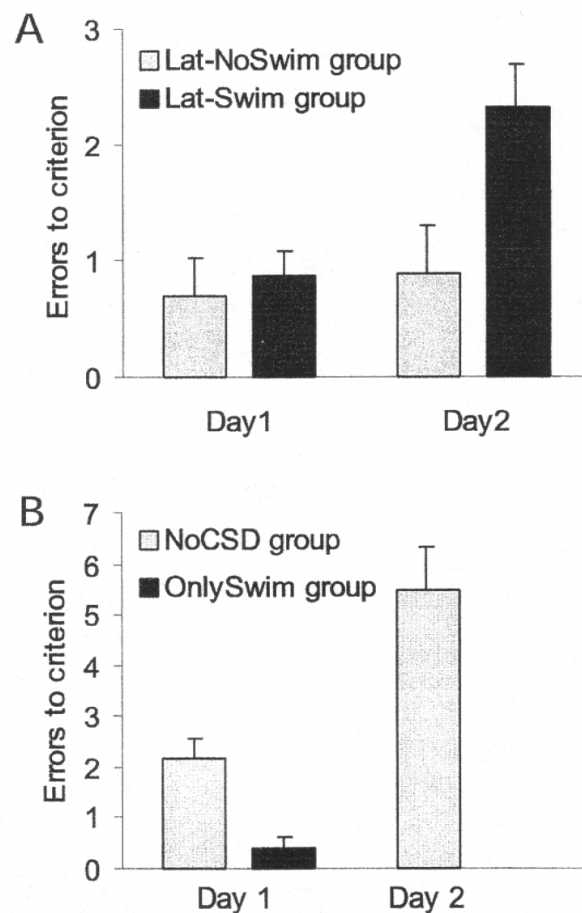 A
Errors to criterion
3
2
1
0
Lat-NoSwim group
Lat-Swim group
Day1
Day2
B
Errors to criterion
7
6
5
4
3
2
1
0
NoCSD group
OnlySwim group
Day 1
Day 2